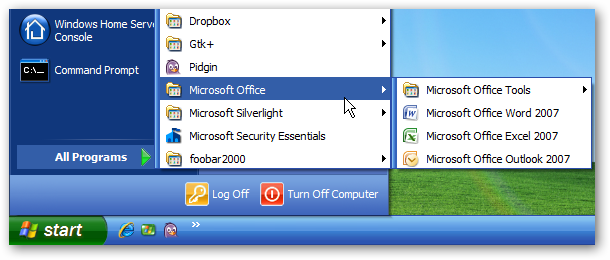 Windows Home Serve
Console
Command Prompt
All Programs
Dropbox
Gtk+
Pidgin
Microsoft Office
Microsoft Silverlight
Microsoft Security Essentials
foobar2000
Microsoft Office Tools
Microsoft Office Word 2007
Microsoft Office Excel 2007
Microsoft Office Outlook 2007
Log Off
Turn Off Computer
start